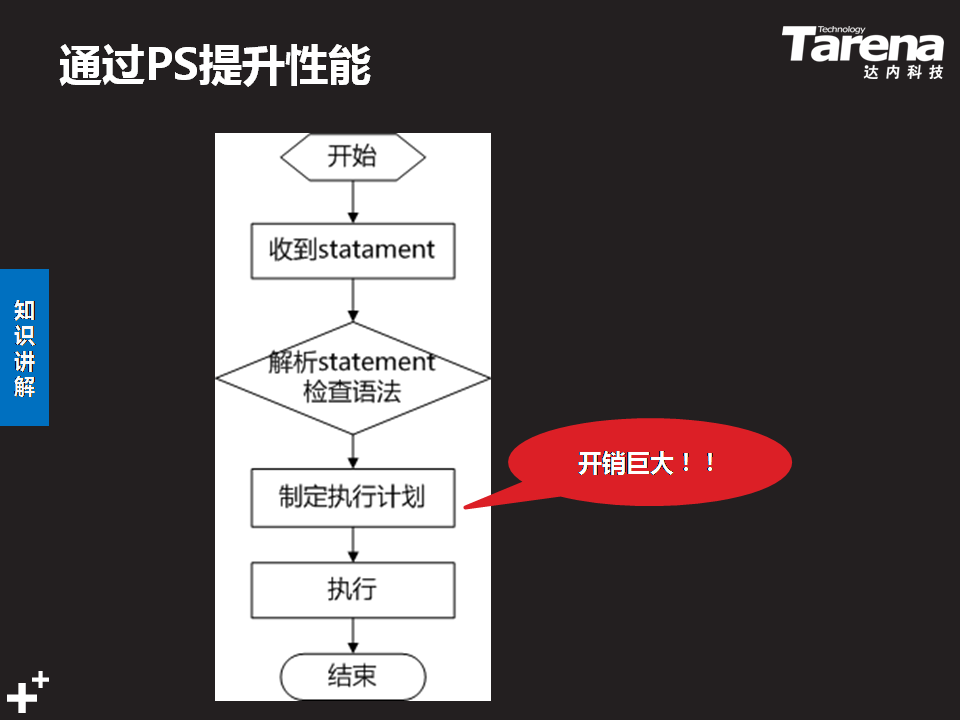 通过PS提升性能
Technology
Tarena
达内科技
开始
收到statament
解析statement
检查语法
制定执行计划
开销巨大！！
执行
结束
知
识
讲
解